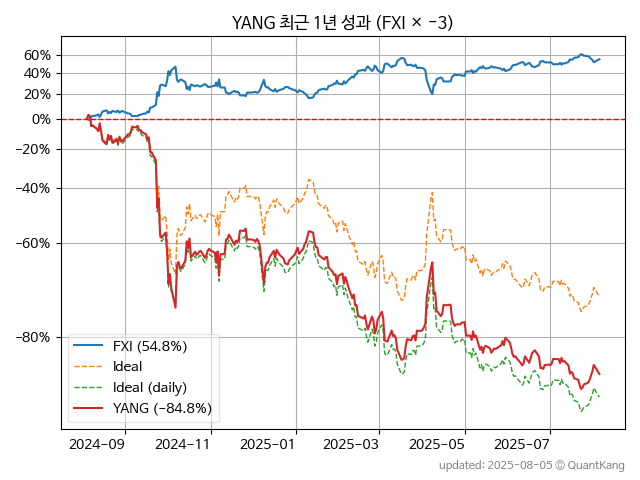 YANG 최근 1년 성과 (FXI × −3)
60%
40%
20%
0%
−20%
−40%
−60%
−80%
FXI (54.8%)
Ideal
Ideal (daily)
YANG (−84.8%)
2024-09 2024-11 2025-01 2025-03 2025-05 2025-07
updated: 2025-08-05 © QuantKang